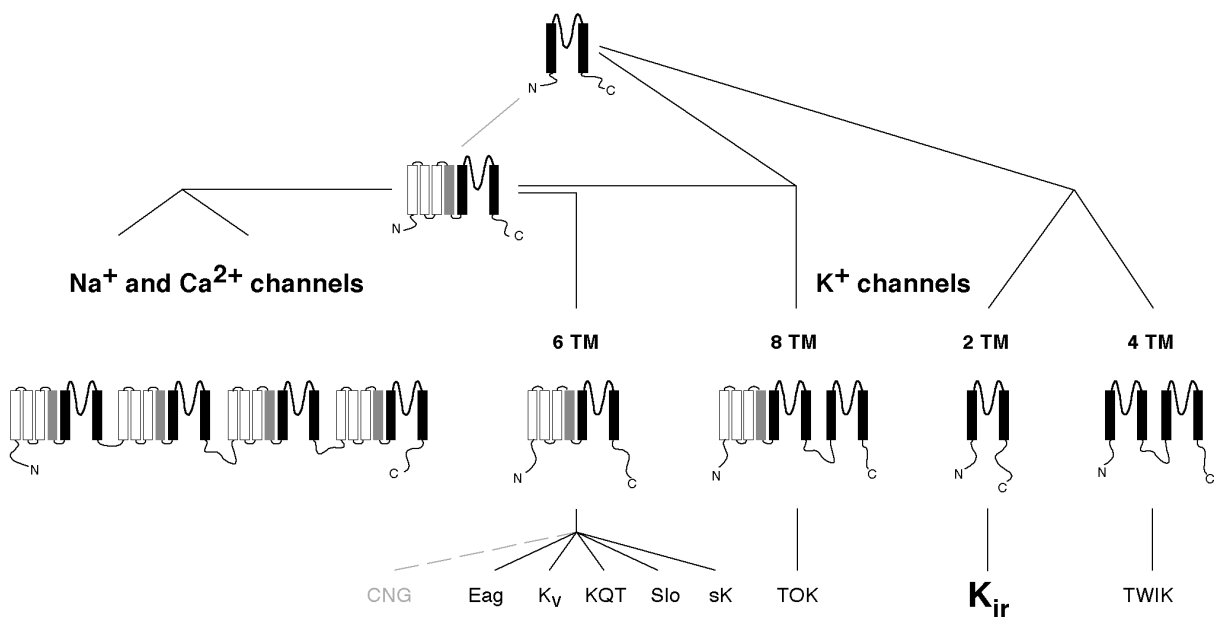 N C
N C
Na⁺ and Ca²⁺ channels K⁺ channels
6 TM 8 TM 2 TM 4 TM
N C N C N C N C N C
CNG Eag Kv KQT Slo sK TOK Kir TWIK